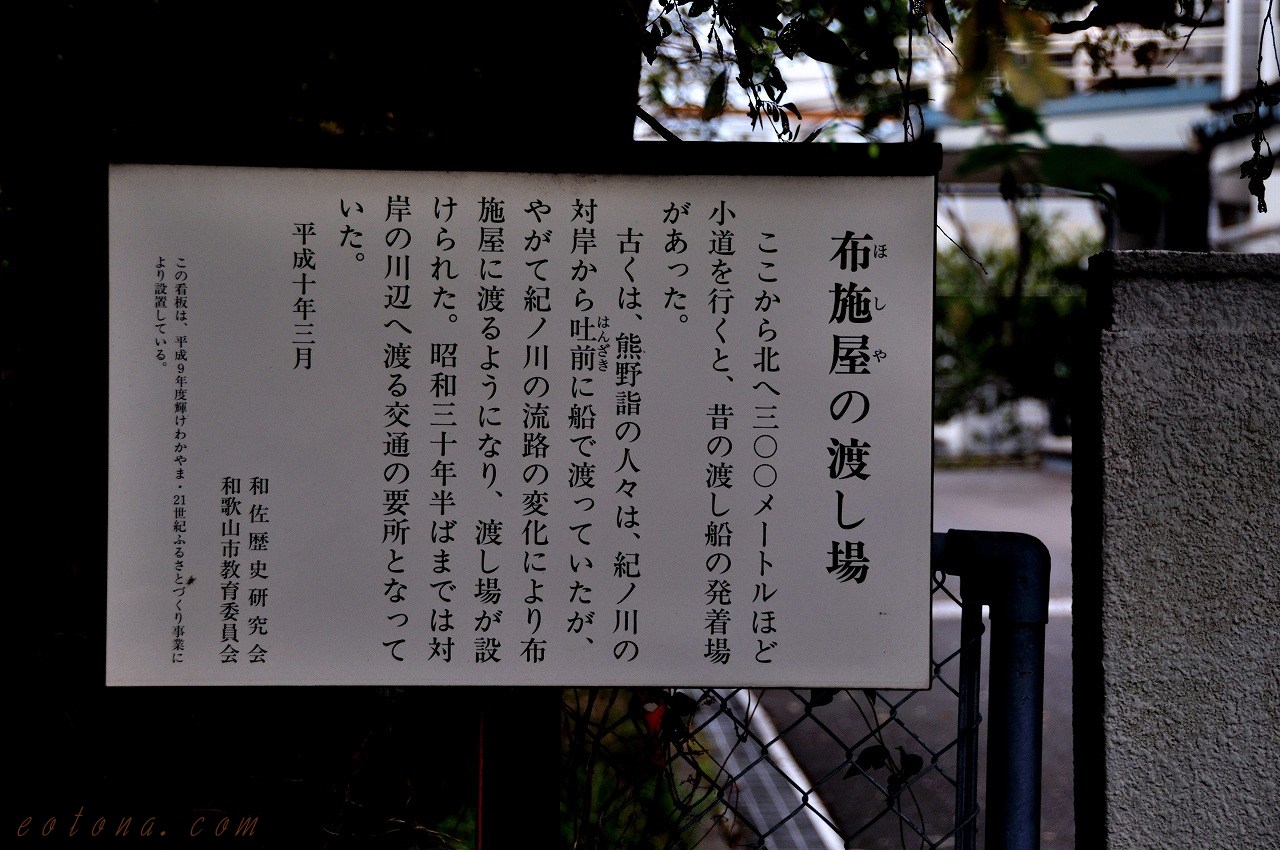 布施屋の渡し場
ほしや
ここから北へ三〇〇メートルほど
小道を行くと、昔の渡し船の発着場
があった。
古くは、熊野詣の人々は、紀ノ川の
対岸から吐前に船で渡っていたが、
はんざき
やがて紀ノ川の流路の変化により布
施屋に渡るようになり、渡し場が設
けられた。昭和三十年半ばまでは対
岸の川辺へ渡る交通の要所となって
いた。
平成十年三月
和佐歴史研究会
和歌山市教育委員会
この看板は、平成9年度輝けわかやま・21世紀ふるさとづくり事業に
より設置している。
eotona.com